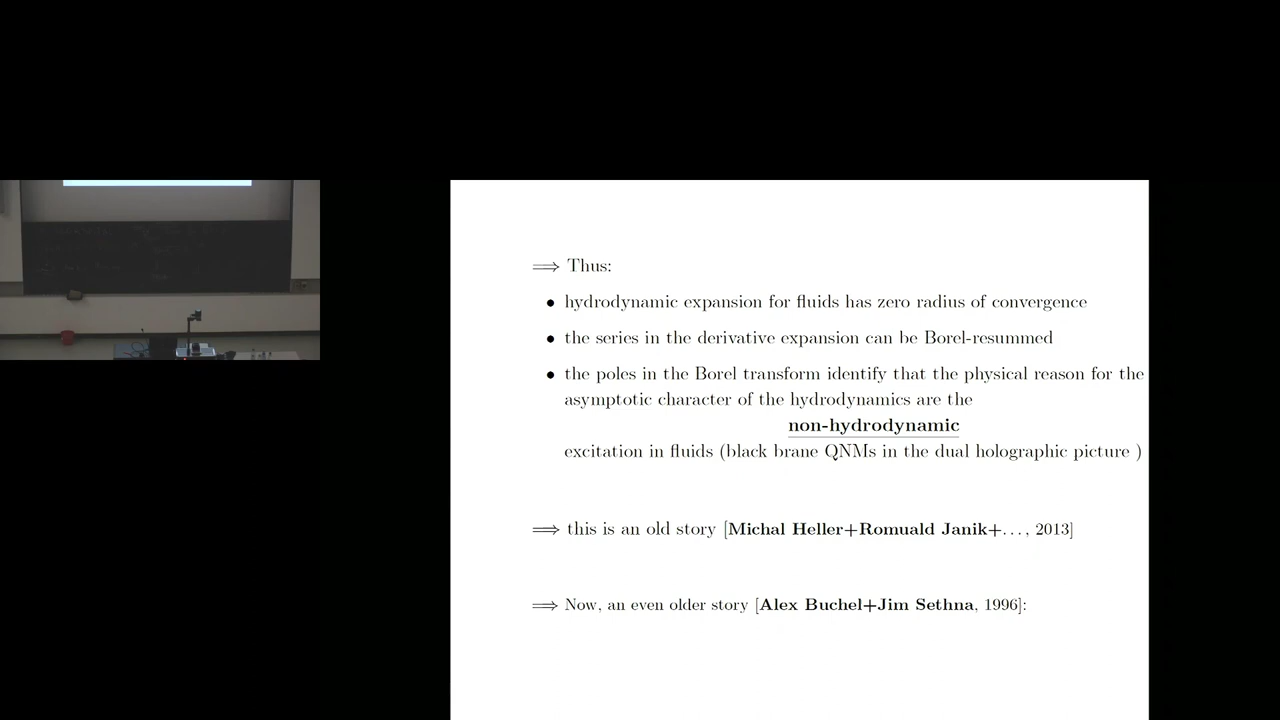 ⟹ Thus:
• hydrodynamic expansion for fluids has zero radius of convergence
• the series in the derivative expansion can be Borel-resummed
• the poles in the Borel transform identify that the physical reason for the
asymptotic character of the hydrodynamics are the
non-hydrodynamic
excitation in fluids (black brane QNMs in the dual holographic picture )
⟹ this is an old story [Michal Heller+Romuald Janik+..., 2013]
⟹ Now, an even older story [Alex Buchel+Jim Sethna, 1996]: